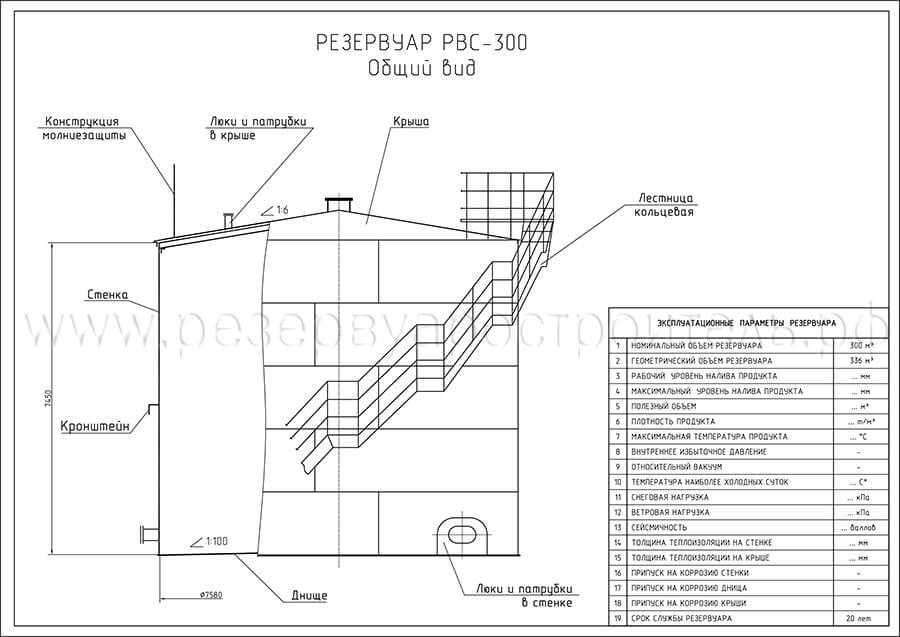 РЕЗЕРВУАР РВС-300
Общий вид
Конструкция
молниезащиты
Люки и патрубки
в крыше
Крыша
Лестница
кольцевая
1:6
Стенка
7450
Кронштейн
1:100
Ø7580
Днище
Люки и патрубки
в стенке
www.резервуаростроитель.рф
ЭКСПЛУАТАЦИОННЫЕ ПАРАМЕТРЫ РЕЗЕРВУАРА
1 НОМИНАЛЬНЫЙ ОБЪЕМ РЕЗЕРВУАРА 300 м³
2 ГЕОМЕТРИЧЕСКИЙ ОБЪЕМ РЕЗЕРВУАРА 336 м³
3 РАБОЧИЙ УРОВЕНЬ НАЛИВА ПРОДУКТА ... мм
4 МАКСИМАЛЬНЫЙ УРОВЕНЬ НАЛИВА ПРОДУКТА ... мм
5 ПОЛЕЗНЫЙ ОБЪЕМ ... м³
6 ПЛОТНОСТЬ ПРОДУКТА ... т/м³
7 МАКСИМАЛЬНАЯ ТЕМПЕРАТУРА ПРОДУКТА ... °С
8 ВНУТРЕННЕЕ ИЗБЫТОЧНОЕ ДАВЛЕНИЕ -
9 ОТНОСИТЕЛЬНЫЙ ВАКУУМ -
10 ТЕМПЕРАТУРА НАИБОЛЕЕ ХОЛОДНЫХ СУТОК ... С°
11 СНЕГОВАЯ НАГРУЗКА ... кПа
12 ВЕТРОВАЯ НАГРУЗКА ... кПа
13 СЕЙСМИЧНОСТЬ ... баллов
14 ТОЛЩИНА ТЕПЛОИЗОЛЯЦИИ НА СТЕНКЕ ... мм
15 ТОЛЩИНА ТЕПЛОИЗОЛЯЦИИ НА КРЫШЕ ... мм
16 ПРИПУСК НА КОРРОЗИЮ СТЕНКИ -
17 ПРИПУСК НА КОРРОЗИЮ ДНИЩА -
18 ПРИПУСК НА КОРРОЗИЮ КРЫШИ -
19 СРОК СЛУЖБЫ РЕЗЕРВУАРА 20 лет